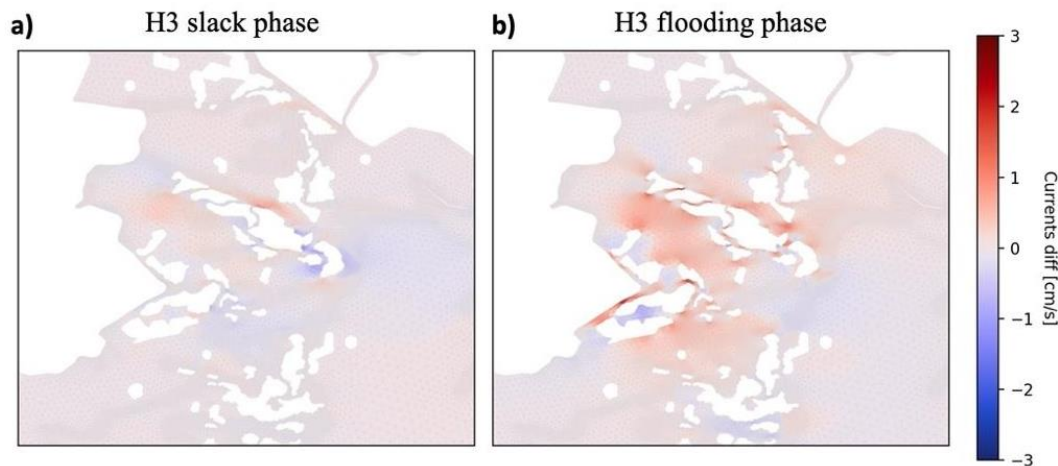 a) H3 slack phase
b) H3 flooding phase
3
2
1
0
−1
−2
−3
Currents diff [cm/s]